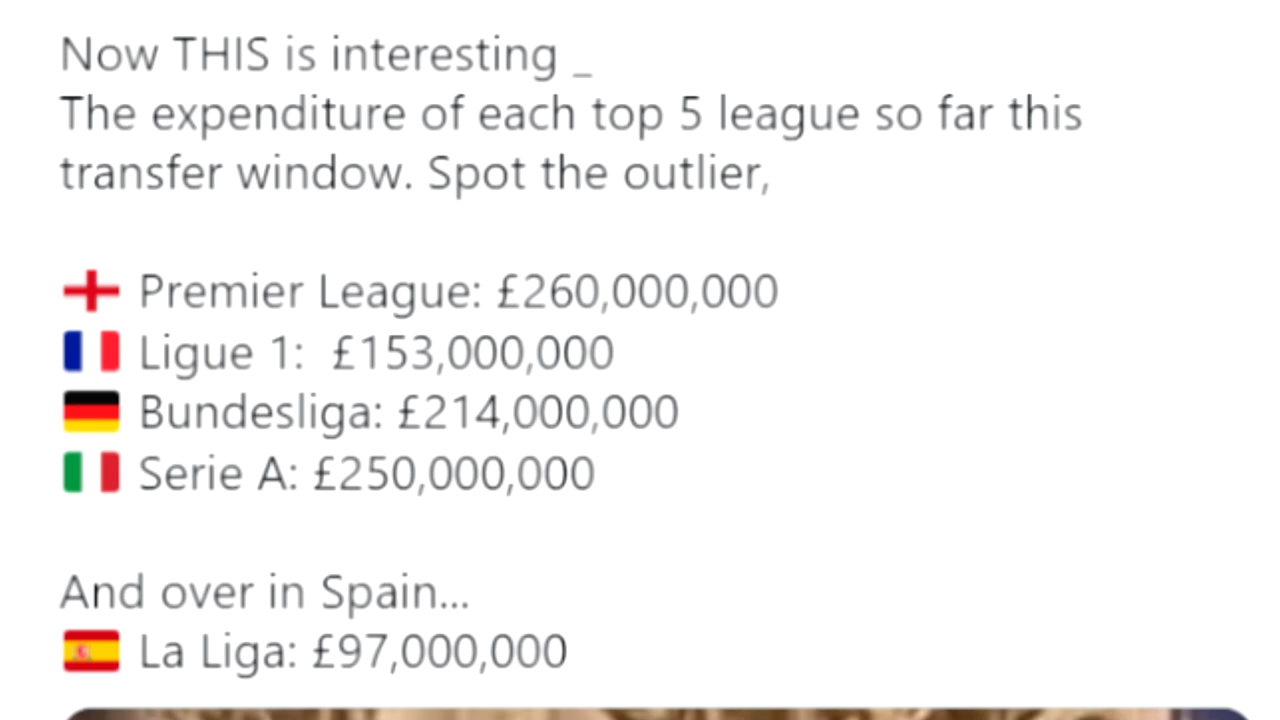 Now THIS is interesting _
The expenditure of each top 5 league so far this
transfer window. Spot the outlier,
Premier League: £260,000,000
Ligue 1: £153,000,000
Bundesliga: £214,000,000
Serie A: £250,000,000
And over in Spain...
La Liga: £97,000,000